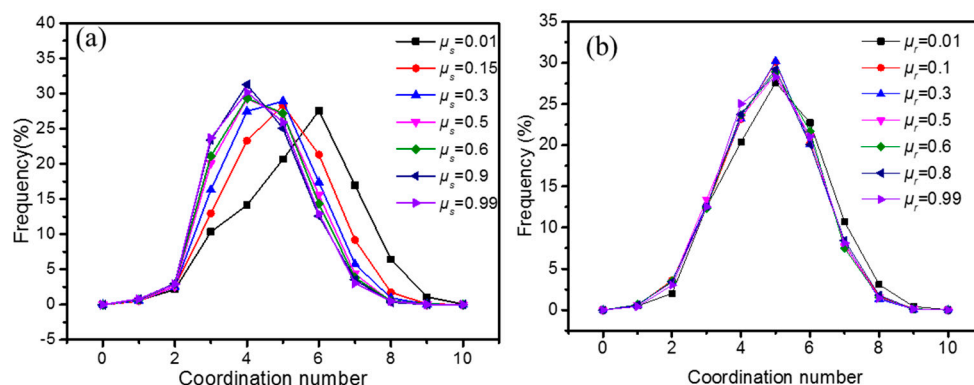 (a)
μs=0.01
μs=0.15
μs=0.3
μs=0.5
μs=0.6
μs=0.9
μs=0.99
40
35
30
25
20
15
10
5
0
-5
Frequency(%)
0 2 4 6 8 10
Coordination number
(b)
μr=0.01
μr=0.1
μr=0.3
μr=0.5
μr=0.6
μr=0.8
μr=0.99
35
30
25
20
15
10
5
0
Frequency (%)
0 2 4 6 8 10
Coordination number